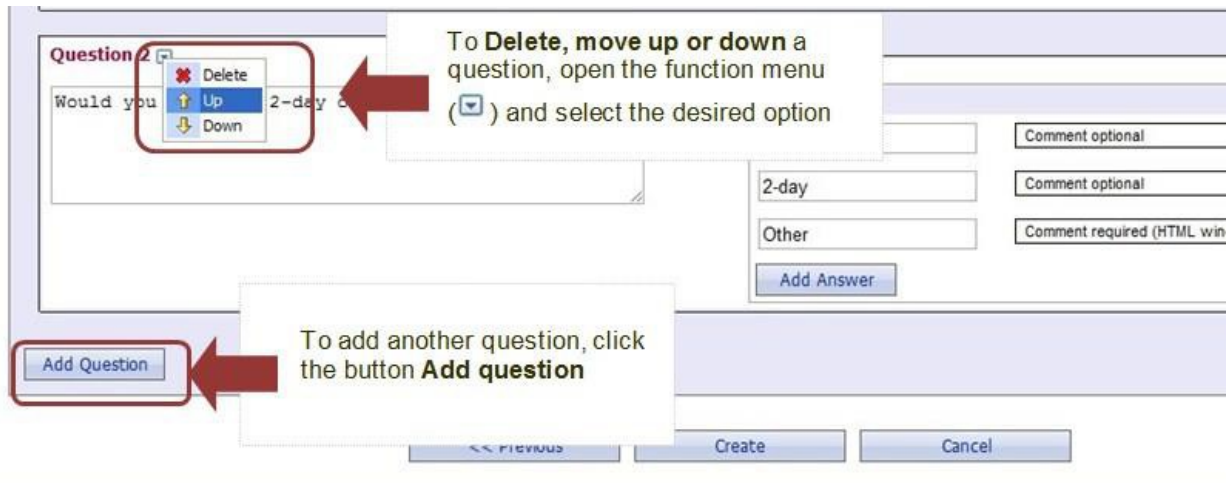 Question 2
Delete
Up
Down
Would you 2-day
To Delete, move up or down a
question, open the function menu
( ) and select the desired option
Comment optional
2-day
Comment optional
Other
Comment required (HTML win
Add Answer
To add another question, click
the button Add question
Add Question
<< Previous
Create
Cancel